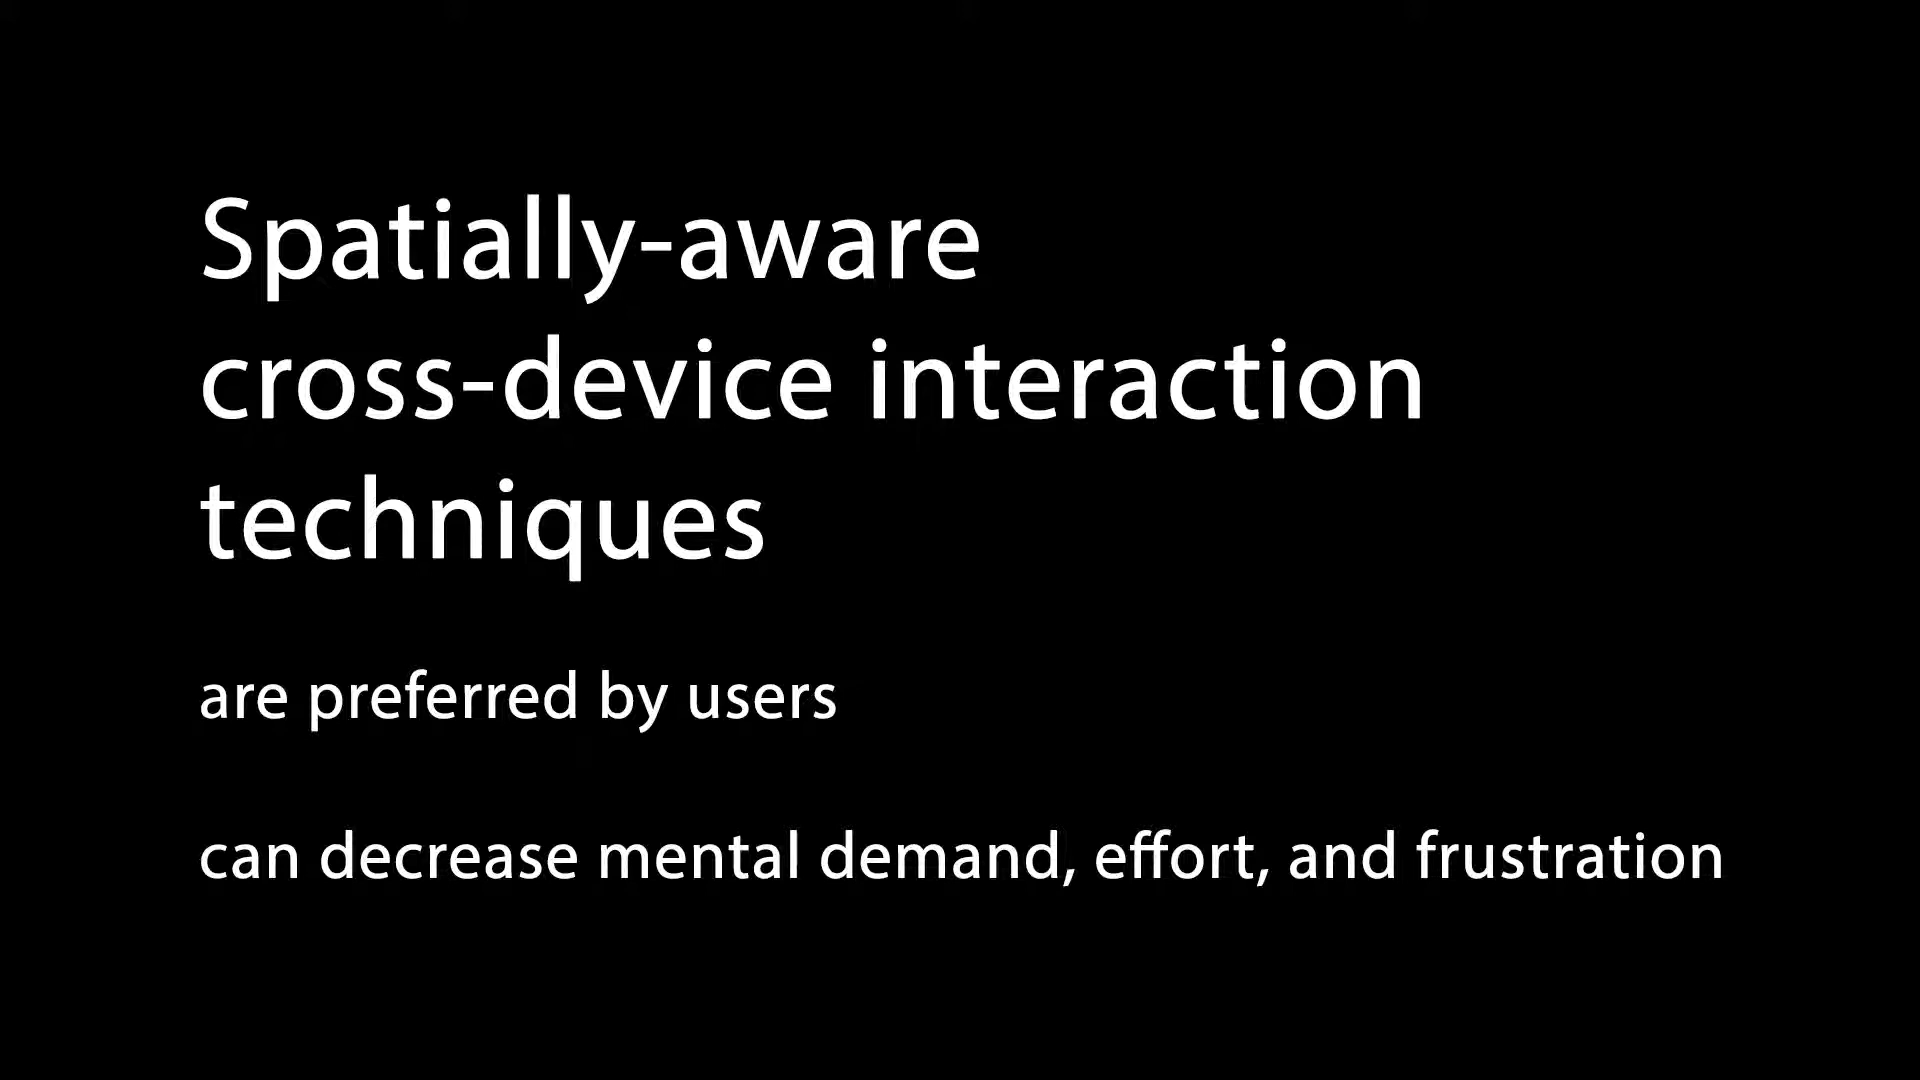 Spatially-aware
cross-device interaction
techniques
are preferred by users
can decrease mental demand, effort, and frustration